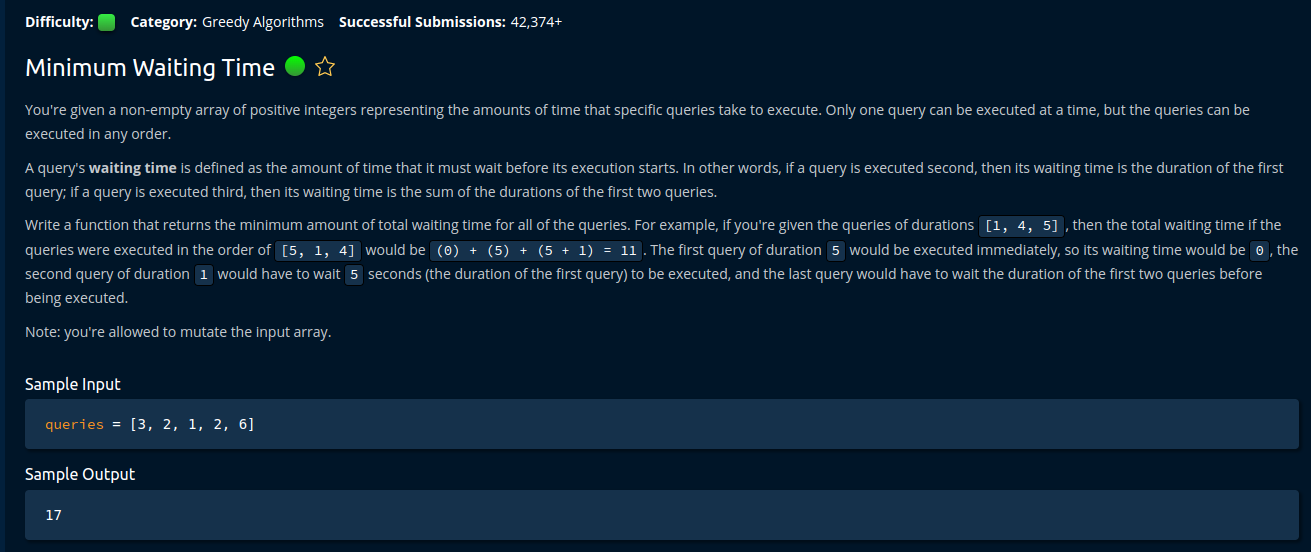 Difficulty: Category: Greedy Algorithms Successful Submissions: 42,374+
Minimum Waiting Time
You're given a non-empty array of positive integers representing the amounts of time that specific queries take to execute. Only one query can be executed at a time, but the queries can be
executed in any order.
A query's waiting time is defined as the amount of time that it must wait before its execution starts. In other words, if a query is executed second, then its waiting time is the duration of the first
query; if a query is executed third, then its waiting time is the sum of the durations of the first two queries.
Write a function that returns the minimum amount of total waiting time for all of the queries. For example, if you're given the queries of durations [1, 4, 5] , then the total waiting time if the
queries were executed in the order of [5, 1, 4] would be (0) + (5) + (5 + 1) = 11 . The first query of duration 5 would be executed immediately, so its waiting time would be 0 , the
second query of duration 1 would have to wait 5 seconds (the duration of the first query) to be executed, and the last query would have to wait the duration of the first two queries before
being executed.
Note: you're allowed to mutate the input array.
Sample Input
queries = [3, 2, 1, 2, 6]
Sample Output
17